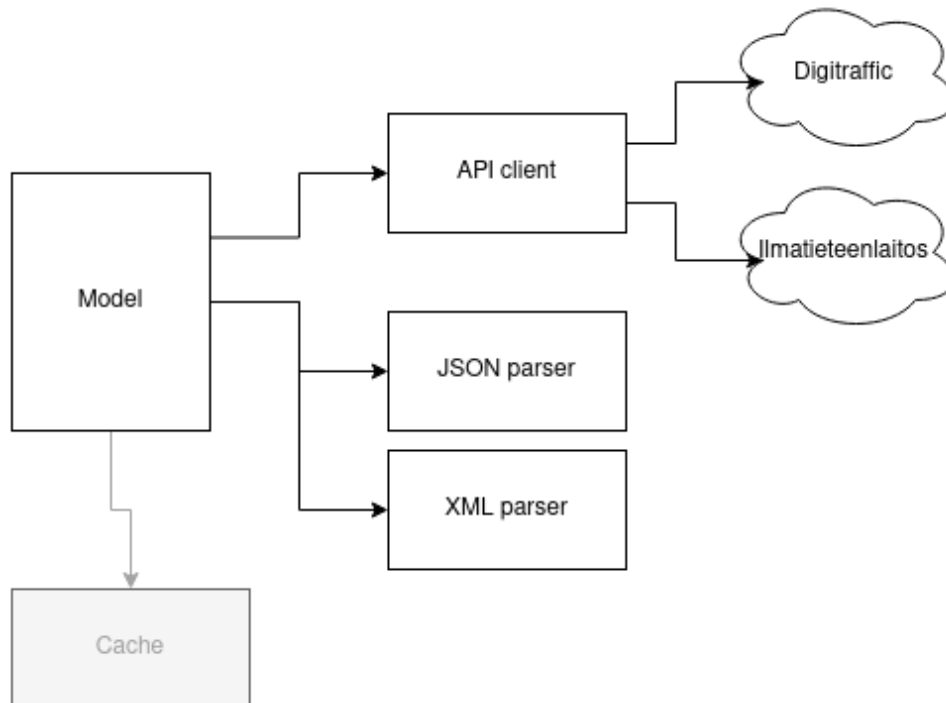 Digitraffic
API client
Ilmatieteenlaitos
Model
JSON parser
XML parser
Cache